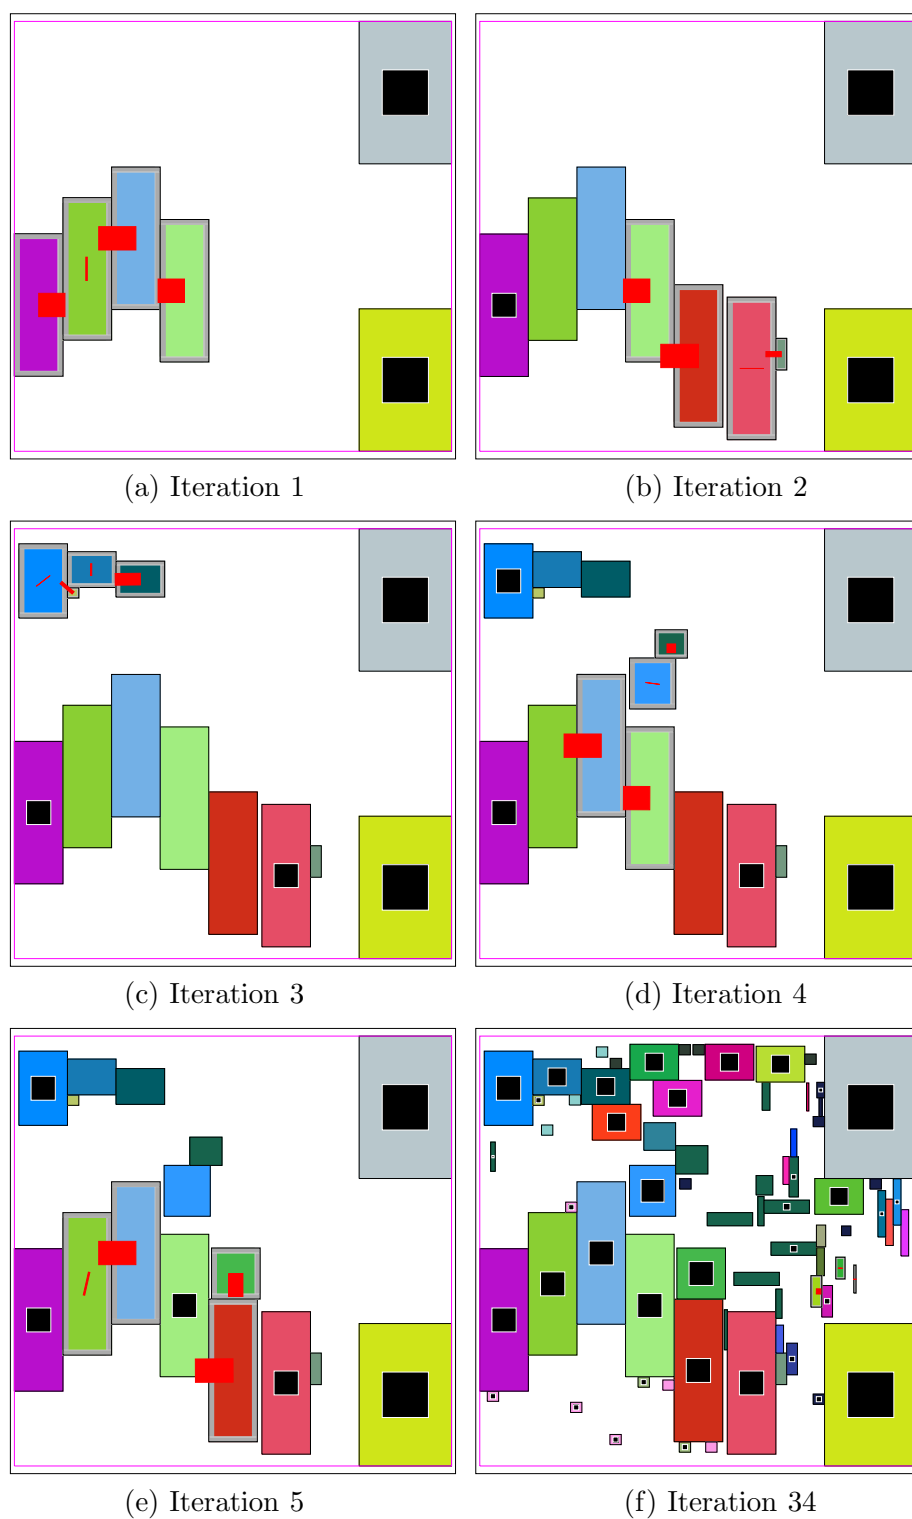 (a) Iteration 1
(b) Iteration 2
(c) Iteration 3
(d) Iteration 4
(e) Iteration 5
(f) Iteration 34